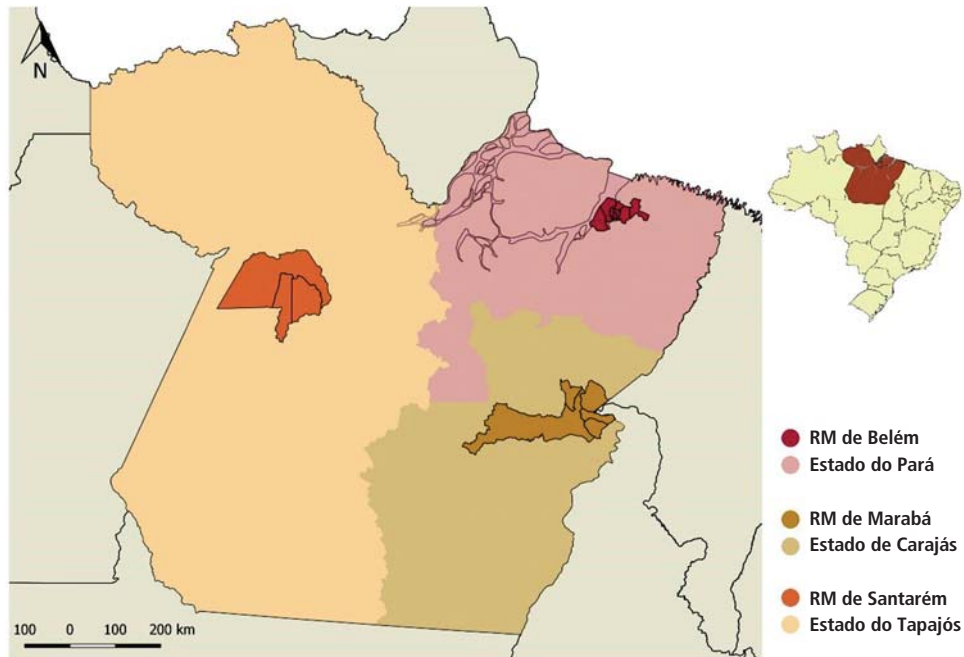 N
RM de Belém
Estado do Pará
RM de Marabá
Estado de Carajás
RM de Santarém
Estado do Tapajós
100 0 100 200 km